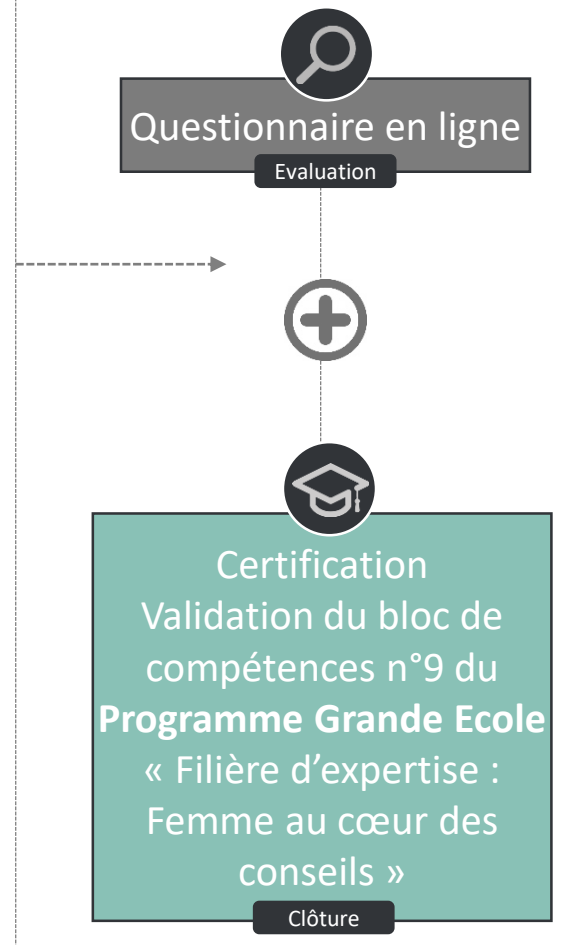 Questionnaire en ligne
Evaluation
Certification
Validation du bloc de
compétences n°9 du
Programme Grande Ecole
« Filière d’expertise :
Femme au cœur des
conseils »
Clôture